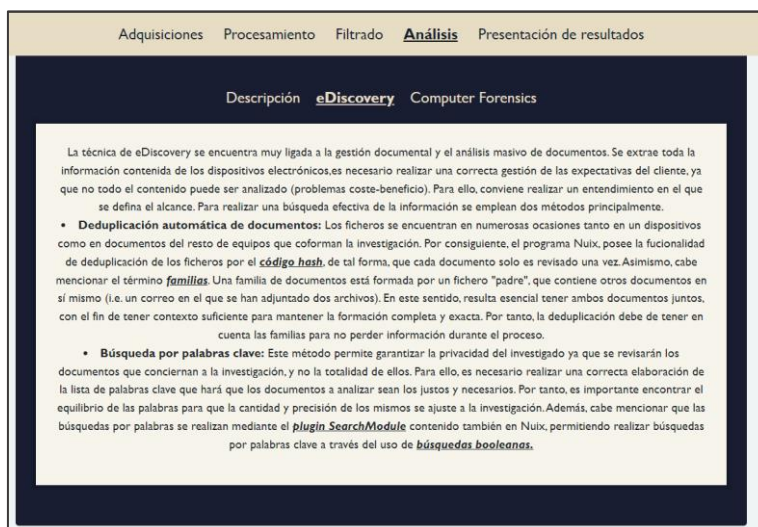 Adquisiciones Procesamiento Filtrado Análisis Presentación de resultados
Descripción eDiscovery Computer Forensics
La técnica de eDiscovery se encuentra muy ligada a la gestión documental y el análisis masivo de documentos. Se extrae toda la
información contenida de los dispositivos electrónicos,es necesario realizar una correcta gestión de las expectativas del cliente, ya
que no todo el contenido puede ser analizado (problemas coste-beneficio). Para ello, conviene realizar un entendimiento en el que
se defina el alcance. Para realizar una búsqueda efectiva de la información se emplean dos métodos principalmente.
• Deduplicación automática de documentos: Los ficheros se encuentran en numerosas ocasiones tanto en un dispositivos
como en documentos del resto de equipos que coforman la investigación. Por consiguiente, el programa Nuix, posee la fucionalidad
de deduplicación de los ficheros por el código hash, de tal forma, que cada documento solo es revisado una vez. Asimismo, cabe
mencionar el término familias. Una familia de documentos está formada por un fichero "padre", que contiene otros documentos en
sí mismo (i.e. un correo en el que se han adjuntado dos archivos). En este sentido, resulta esencial tener ambos documentos juntos,
con el fin de tener contexto suficiente para mantener la formación completa y exacta. Por tanto, la deduplicación debe de tener en
cuenta las familias para no perder información durante el proceso.
• Búsqueda por palabras clave: Este método permite garantizar la privacidad del investigado ya que se revisarán los
documentos que conciernan a la investigación, y no la totalidad de ellos. Para ello, es necesario realizar una correcta elaboración de
la lista de palabras clave que hará que los documentos a analizar sean los justos y necesarios. Por tanto, es importante encontrar el
equilibrio de las palabras para que la cantidad y precisión de los mismos se ajuste a la investigación. Además, cabe mencionar que las
búsquedas por palabras se realizan mediante el plugin SearchModule contenido también en Nuix, permitiendo realizar búsquedas
por palabras clave a través del uso de búsquedas booleanas.